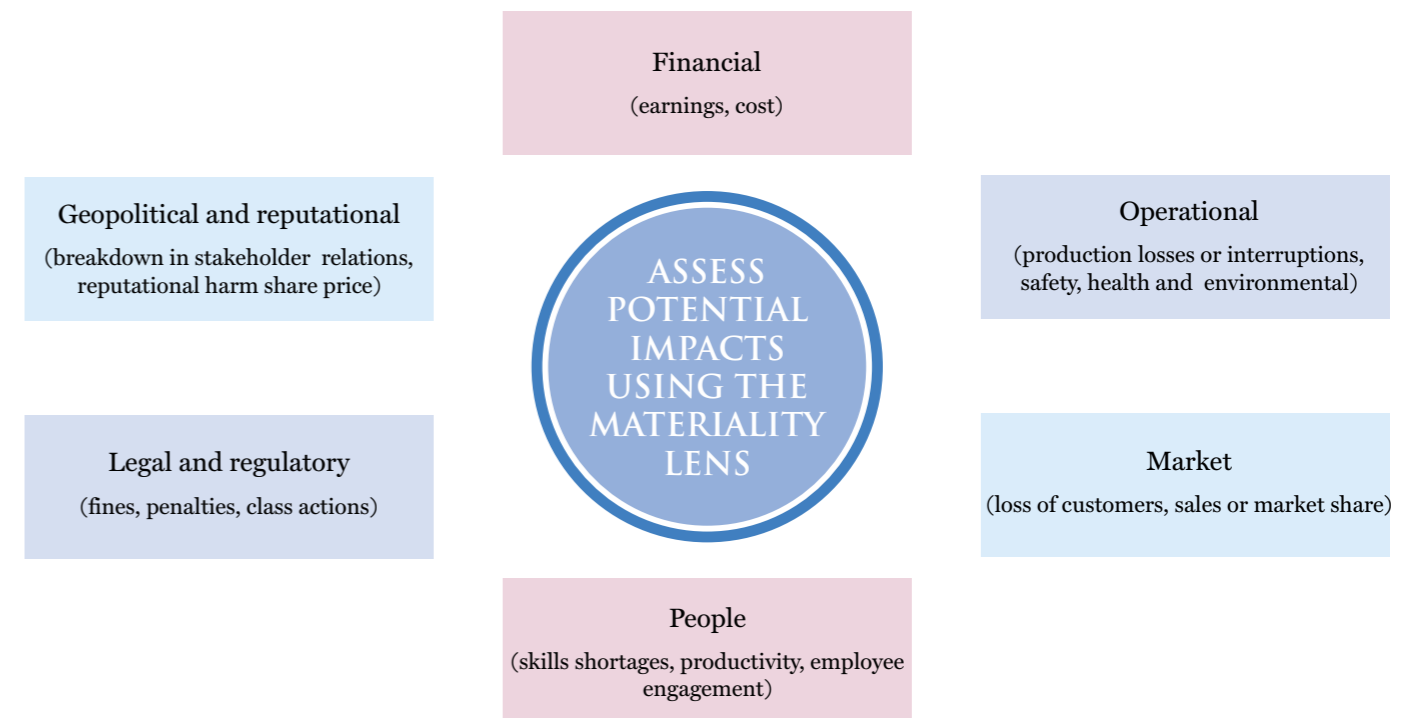 Financial
(earnings, cost)
Geopolitical and reputational
(breakdown in stakeholder relations,
reputational harm share price)
Operational
(production losses or interruptions,
safety, health and environmental)
ASSESS
POTENTIAL
IMPACTS
USING THE
MATERIALITY
LENS
Legal and regulatory
(fines, penalties, class actions)
Market
(loss of customers, sales or market share)
People
(skills shortages, productivity, employee
engagement)